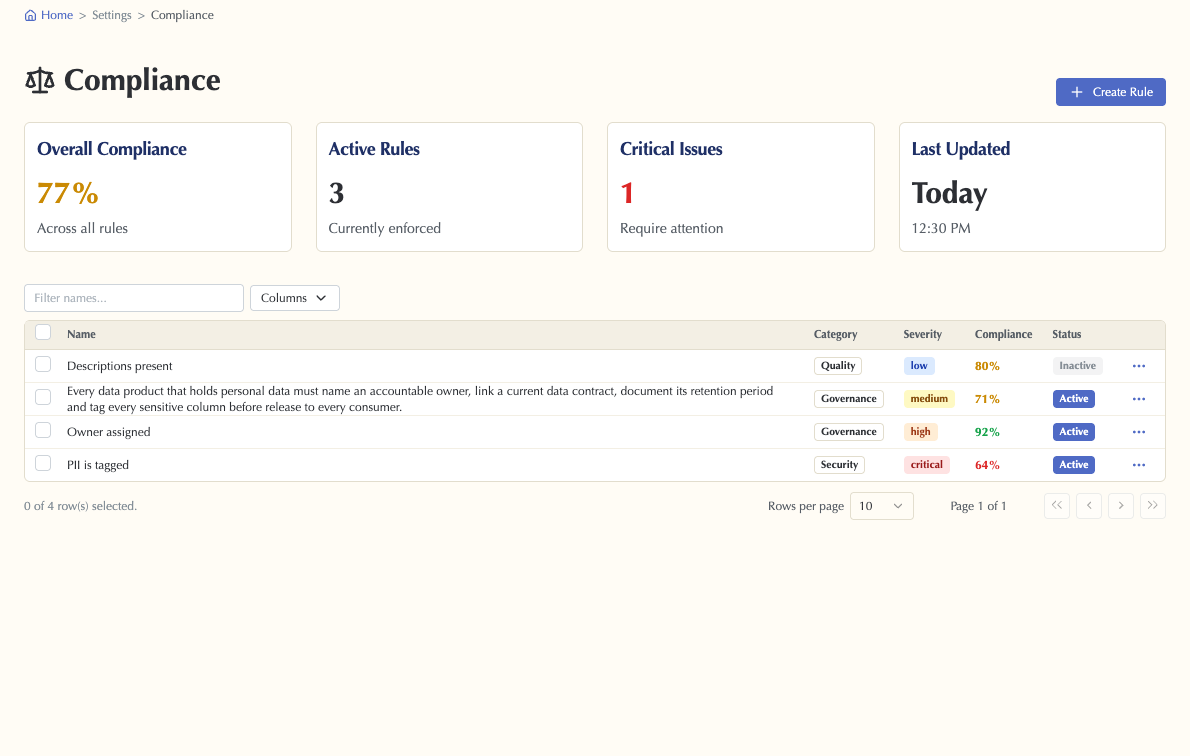 Home > Settings > Compliance
Compliance
Create Rule
Overall Compliance
77%
Across all rules
Active Rules
3
Currently enforced
Critical Issues
1
Require attention
Last Updated
Today
12:30 PM
Filter names...
Columns
Name Category Severity Compliance Status
Descriptions present Quality low 80% Inactive
Every data product that holds personal data must name an accountable owner, link a current data contract, document its retention period
and tag every sensitive column before release to every consumer. Governance medium 71% Active
Owner assigned Governance high 92% Active
PII is tagged Security critical 64% Active
0 of 4 row(s) selected.
Rows per page 10
Page 1 of 1